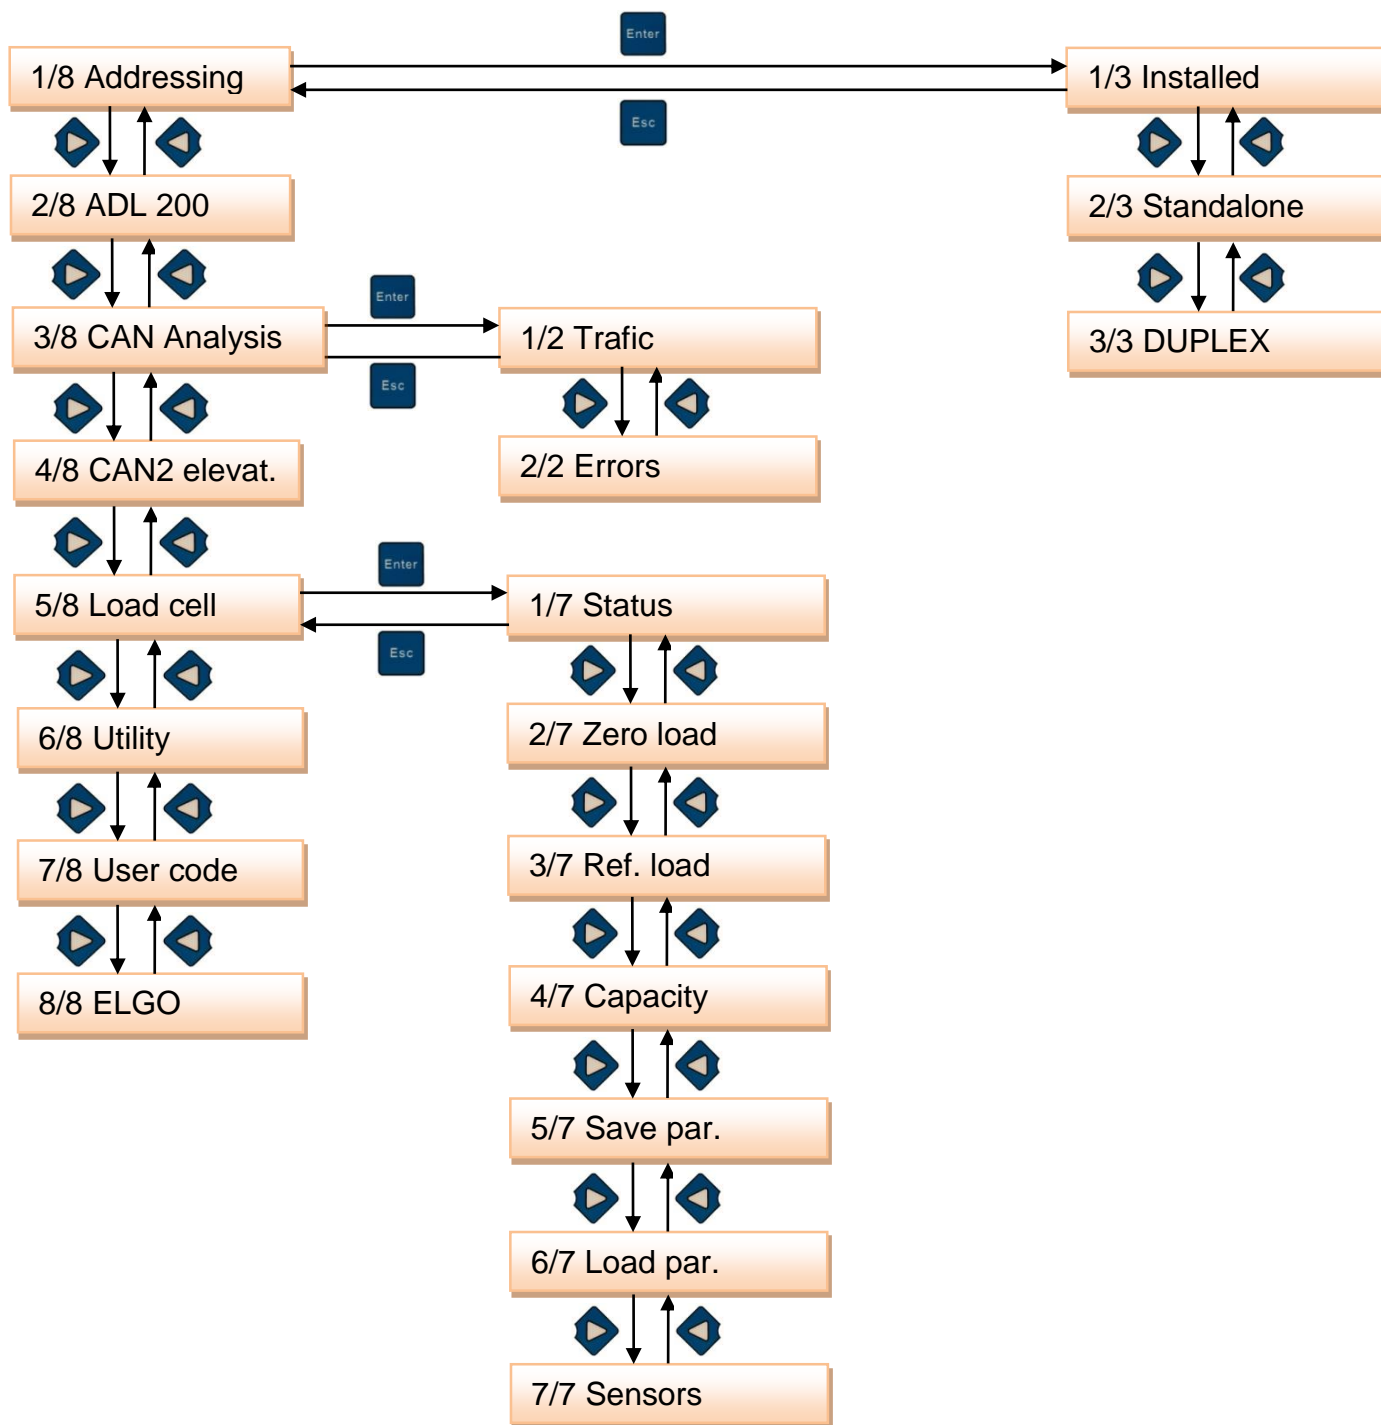 Enter
1/8 Addressing
1/3 Installed
Esc
2/8 ADL 200
2/3 Standalone
Enter
3/8 CAN Analysis
1/2 Trafic
3/3 DUPLEX
Esc
4/8 CAN2 elevat.
2/2 Errors
Enter
5/8 Load cell
1/7 Status
Esc
6/8 Utility
2/7 Zero load
7/8 User code
3/7 Ref. load
8/8 ELGO
4/7 Capacity
5/7 Save par.
6/7 Load par.
7/7 Sensors